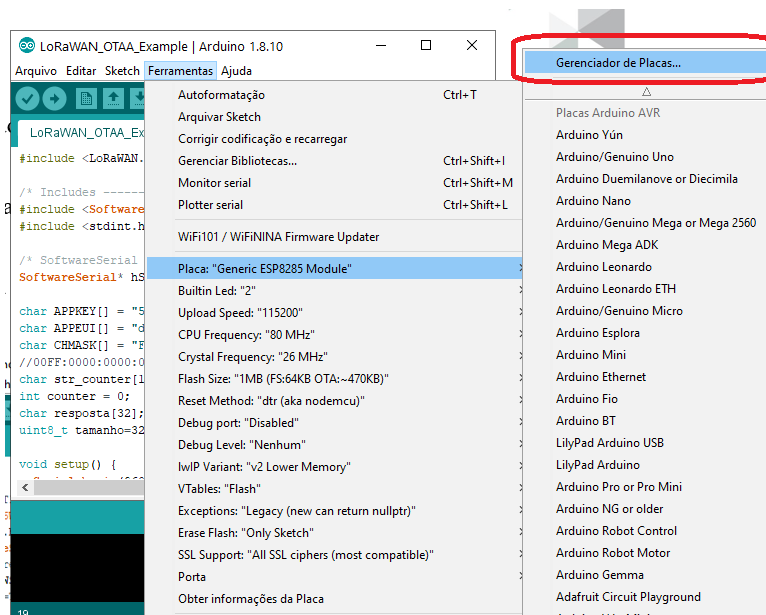 LoRaWAN_OTAA_Example | Arduino 1.8.10
Arquivo Editar Sketch Ferramentas Ajuda
LoRaWAN_OTAA_Ex
#include <LoRaWAN.
/* Includes ------
#include <Software
#include <stdint.h
/* SoftwareSerial
SoftwareSerial* hS
char APPKEY[] = "5
char APPEUI[] = "d
char CHMASK[] = "F
//00FF:0000:0000:0
char str_counter[1
int counter = 0;
char resposta[32];
uint8_t tamanho=32
void setup() {
19
Autoformatação Ctrl+T
Arquivar Sketch
Corrigir codificação e recarregar
Gerenciar Bibliotecas... Ctrl+Shift+I
Monitor serial Ctrl+Shift+M
Plotter serial Ctrl+Shift+L
WiFi101 / WiFiNINA Firmware Updater
Placa: "Generic ESP8285 Module"
Builtin Led: "2"
Upload Speed: "115200"
CPU Frequency: "80 MHz"
Crystal Frequency: "26 MHz"
Flash Size: "1MB (FS:64KB OTA:~470KB)"
Reset Method: "dtr (aka nodemcu)"
Debug port: "Disabled"
Debug Level: "Nenhum"
lwIP Variant: "v2 Lower Memory"
VTables: "Flash"
Exceptions: "Legacy (new can return nullptr)"
Erase Flash: "Only Sketch"
SSL Support: "All SSL ciphers (most compatible)"
Porta
Obter informações da Placa
Gerenciador de Placas...
Placas Arduino AVR
Arduino Yún
Arduino/Genuino Uno
Arduino Duemilanove or Diecimila
Arduino Nano
Arduino/Genuino Mega or Mega 2560
Arduino Mega ADK
Arduino Leonardo
Arduino Leonardo ETH
Arduino/Genuino Micro
Arduino Esplora
Arduino Mini
Arduino Ethernet
Arduino Fio
Arduino BT
LilyPad Arduino USB
LilyPad Arduino
Arduino Pro or Pro Mini
Arduino NG or older
Arduino Robot Control
Arduino Robot Motor
Arduino Gemma
Adafruit Circuit Playground